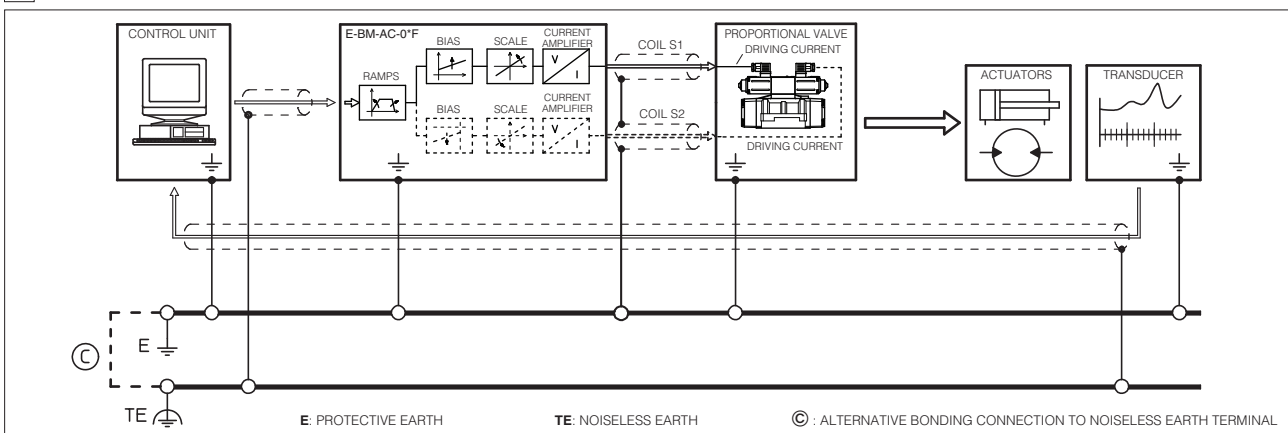 CONTROL UNIT
E-BM-AC-0*F
RAMPS
BIAS
SCALE
CURRENT
AMPLIFIER
V
I
BIAS
SCALE
CURRENT
AMPLIFIER
V
I
COIL S1
COIL S2
PROPORTIONAL VALVE
DRIVING CURRENT
DRIVING CURRENT
ACTUATORS
TRANSDUCER
C
E
TE
E: PROTECTIVE EARTH
TE: NOISELESS EARTH
Ⓒ : ALTERNATIVE BONDING CONNECTION TO NOISELESS EARTH TERMINAL